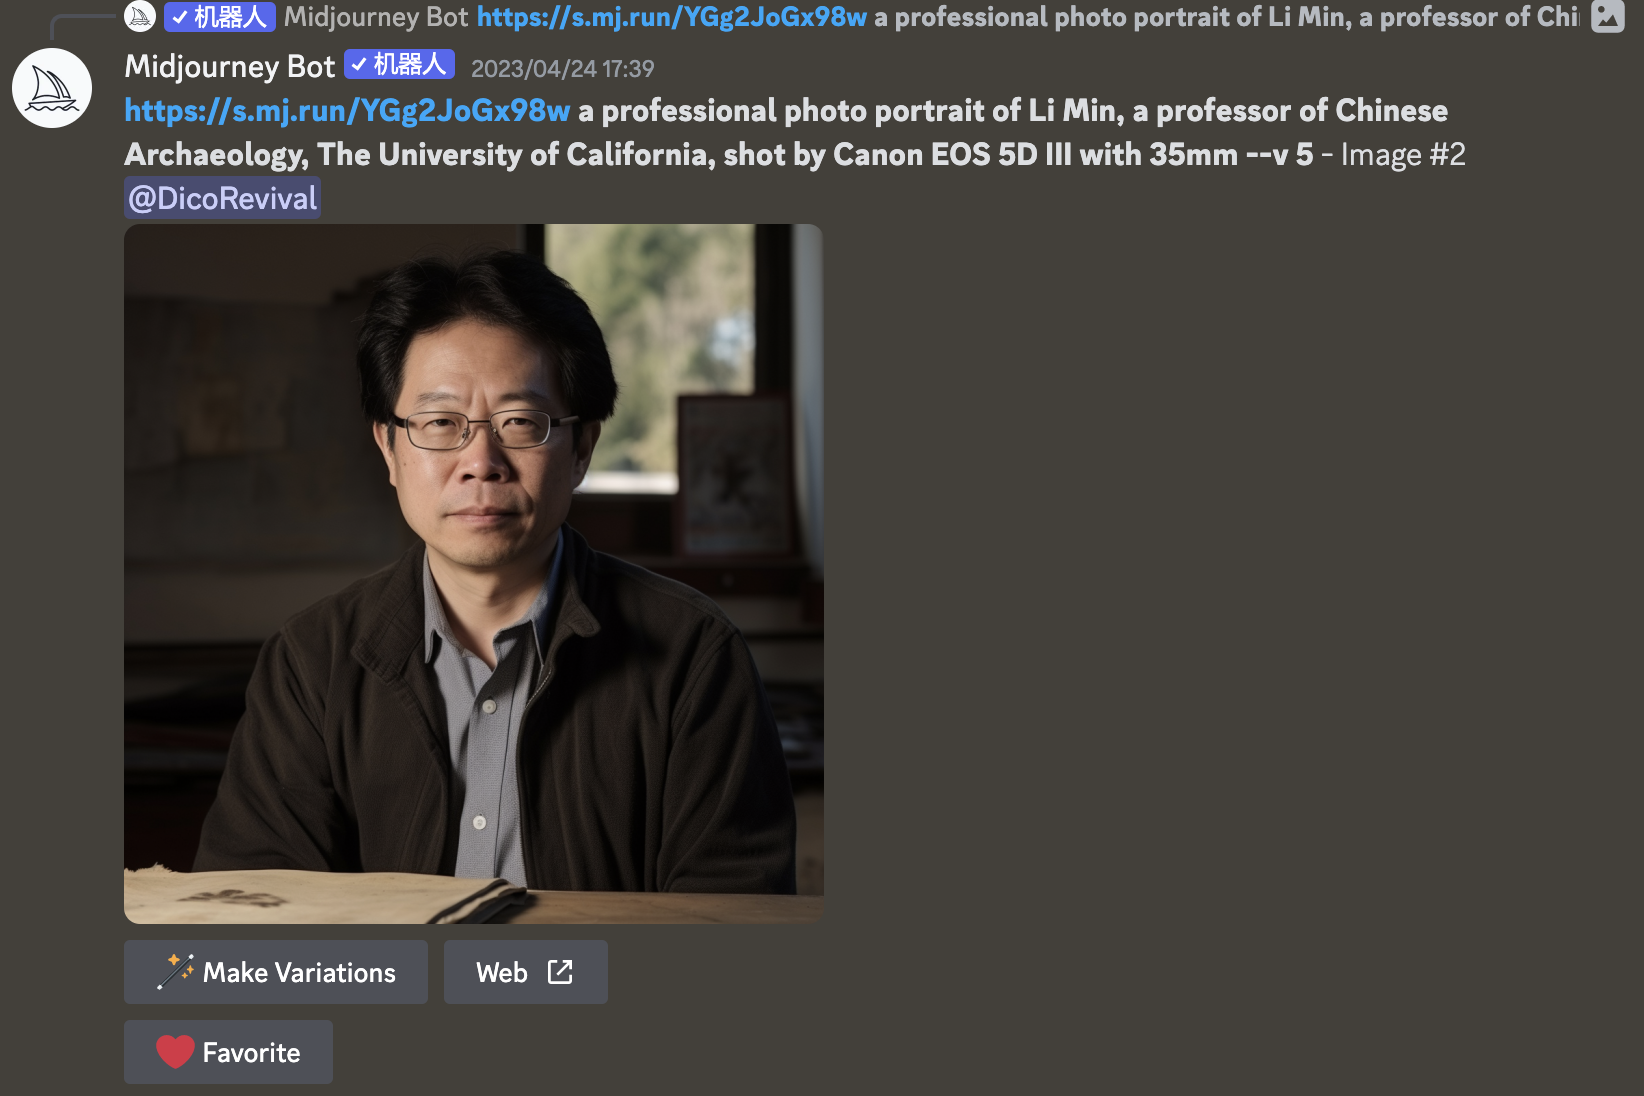 机器人 Midjourney Bot https://s.mj.run/YGg2JoGx98w a professional photo portrait of Li Min, a professor of Chi
Midjourney Bot 机器人 2023/04/24 17:39
https://s.mj.run/YGg2JoGx98w a professional photo portrait of Li Min, a professor of Chinese
Archaeology, The University of California, shot by Canon EOS 5D III with 35mm --v 5 - Image #2
@DicoRevival
Make Variations Web
Favorite